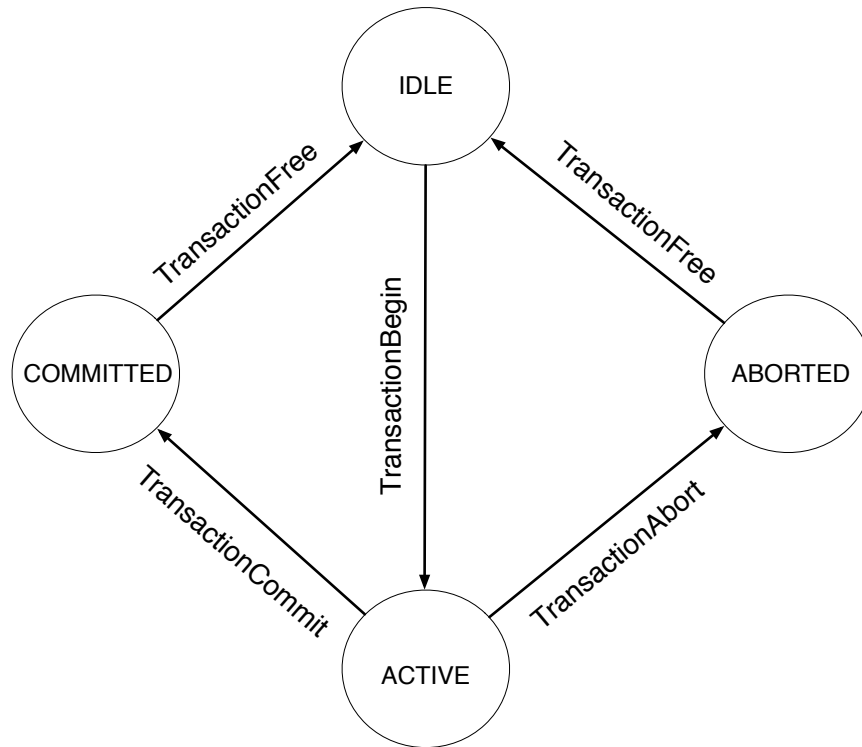 IDLE
TransactionFree
TransactionFree
TransactionBegin
COMMITTED
ABORTED
TransactionCommit
TransactionAbort
ACTIVE